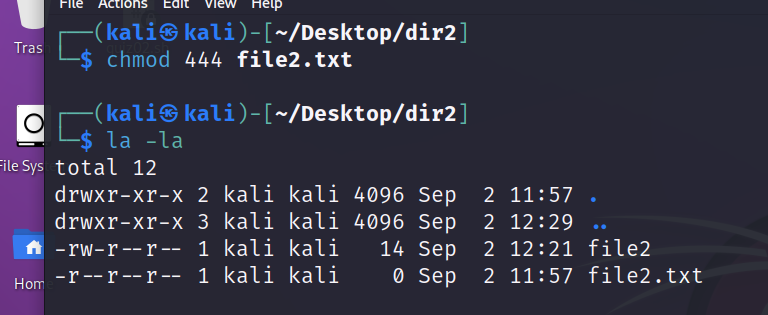 File Actions Edit View Help
┌──(kali㉿kali)-[~/Desktop/dir2]
└─$ chmod 444 file2.txt
┌──(kali㉿kali)-[~/Desktop/dir2]
└─$ la -la
total 12
drwxr-xr-x 2 kali kali 4096 Sep  2 11:57 .
drwxr-xr-x 3 kali kali 4096 Sep  2 12:29 ..
-rw-r--r-- 1 kali kali   14 Sep  2 12:21 file2
-r--r--r-- 1 kali kali    0 Sep  2 11:57 file2.txt
Tras
File Sys
Hom